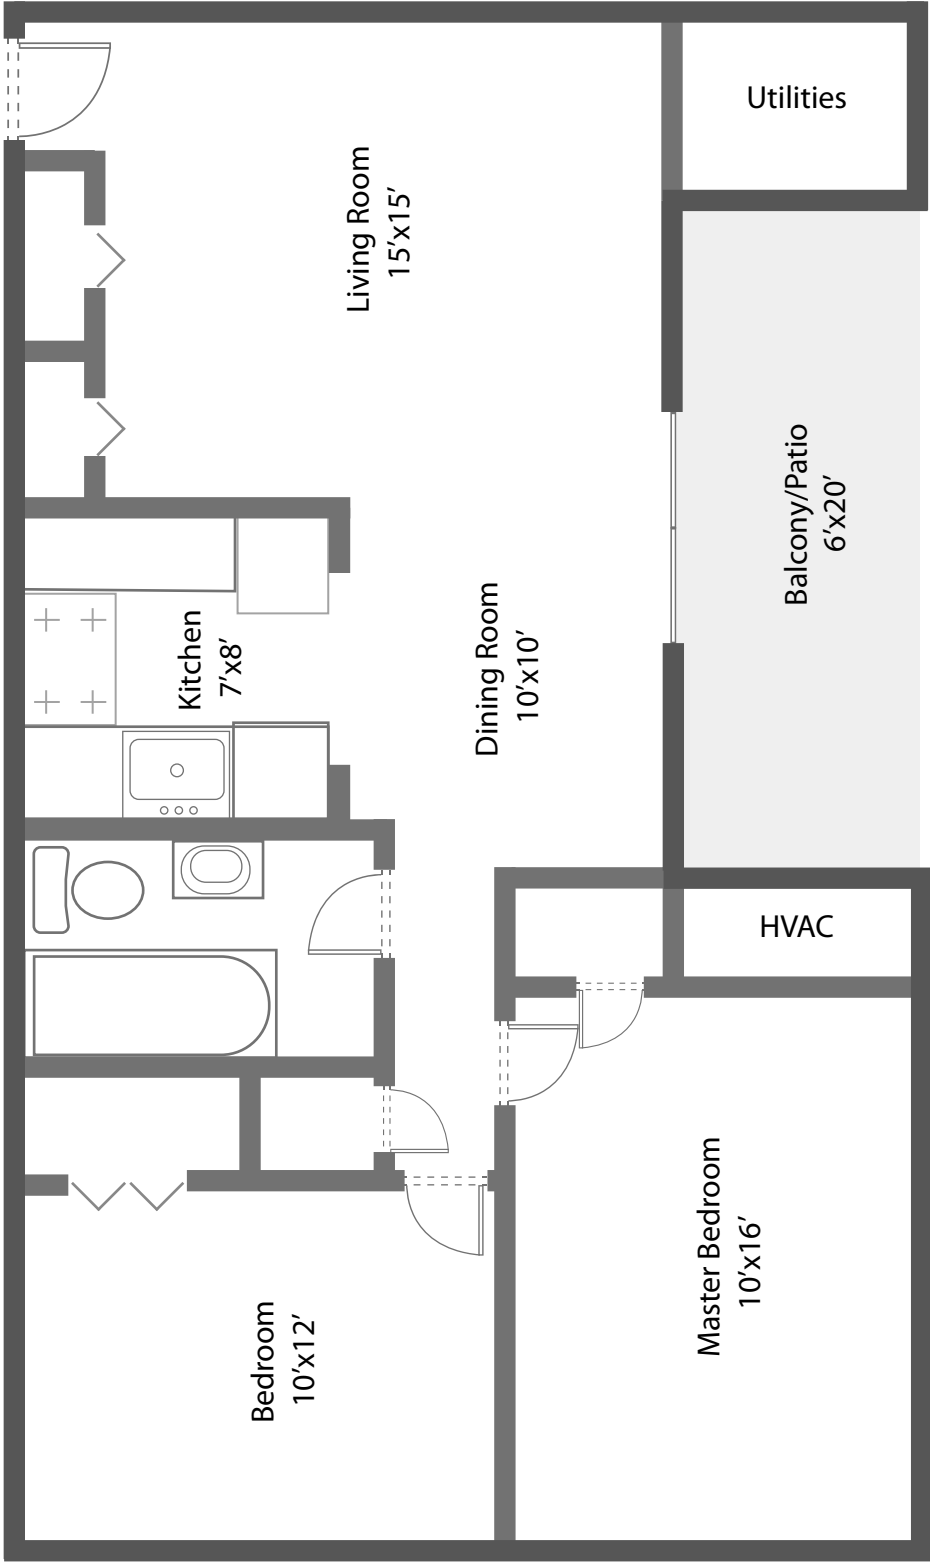 Utilities
Living Room
15’x15’
Balcony/Patio
6’x20’
Kitchen
7’x8’
Dining Room
10’x10’
HVAC
Master Bedroom
10’x16’
Bedroom
10’x12’